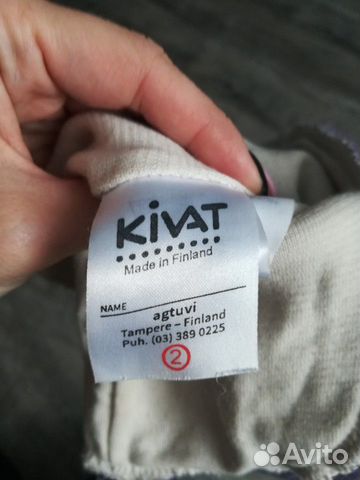 KiVAT
Made in Finland
NAME
agtuvi
Tampere – Finland
Puh. (03) 389 0225
2
Avito